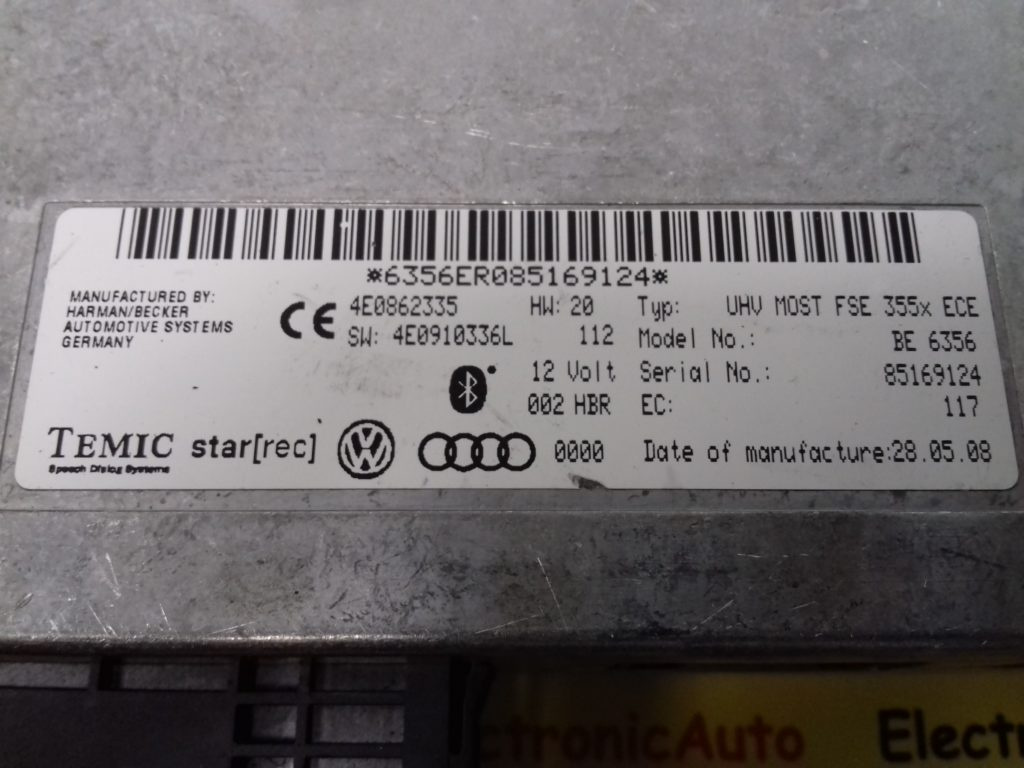 *6356ER085169124*
MANUFACTURED BY:
HARMAN/BECKER
AUTOMOTIVE SYSTEMS
GERMANY
CE
4E0862335 HW: 20 Typ: UHV MOST FSE 355x ECE
SW: 4E0910336L 112 Model No.: BE 6356
12 Volt Serial No.: 85169124
002 HBR EC: 117
TEMIC star[rec] 0000 Date of manufacture:28.05.08
Speech Dialog Systems
ctronicAuto Electr